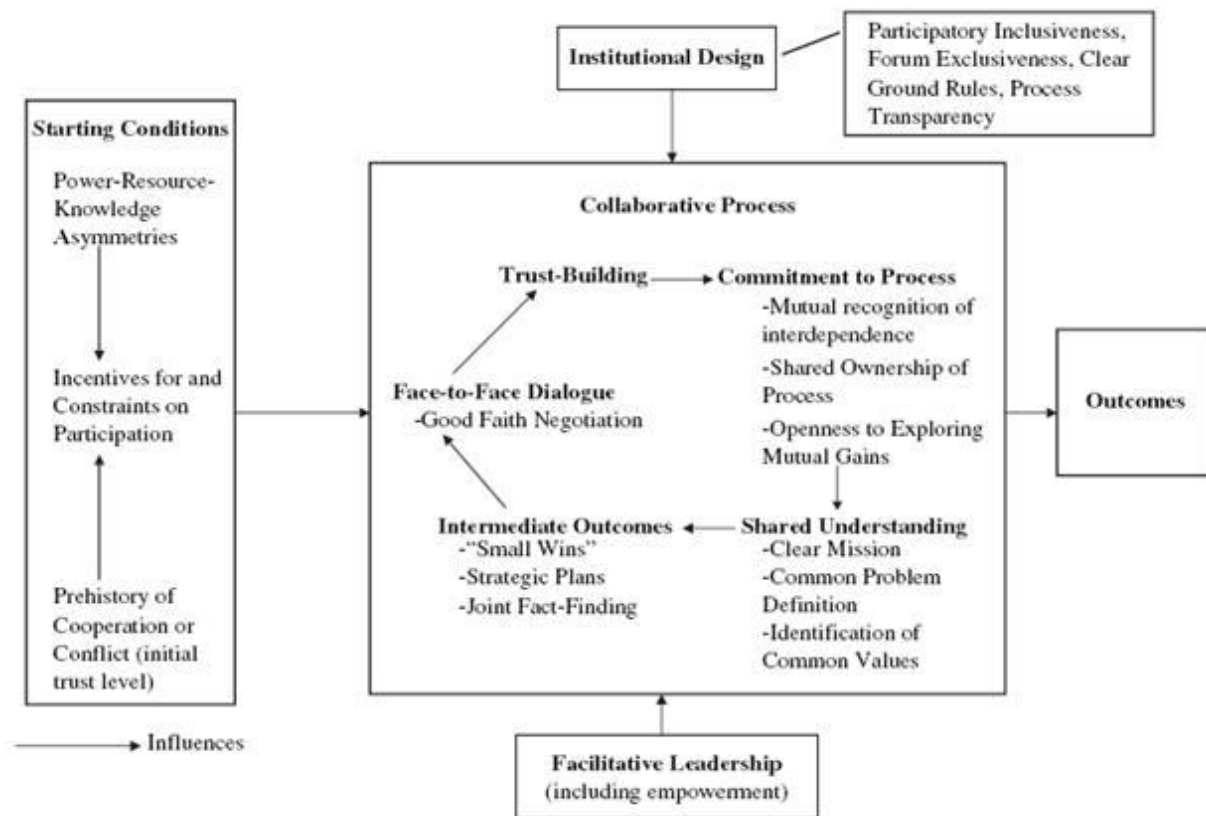 Institutional Design
Participatory Inclusiveness,
Forum Exclusiveness, Clear
Ground Rules, Process
Transparency
Starting Conditions
Power-Resource-
Knowledge
Asymmetries
Incentives for and
Constraints on
Participation
Prehistory of
Cooperation or
Conflict (initial
trust level)
Collaborative Process
Trust-Building
Commitment to Process
-Mutual recognition of
interdependence
-Shared Ownership of
Process
-Openness to Exploring
Mutual Gains
Face-to-Face Dialogue
-Good Faith Negotiation
Intermediate Outcomes
-“Small Wins”
-Strategic Plans
-Joint Fact-Finding
Shared Understanding
-Clear Mission
-Common Problem
Definition
-Identification of
Common Values
Outcomes
Influences
Facilitative Leadership
(including empowerment)